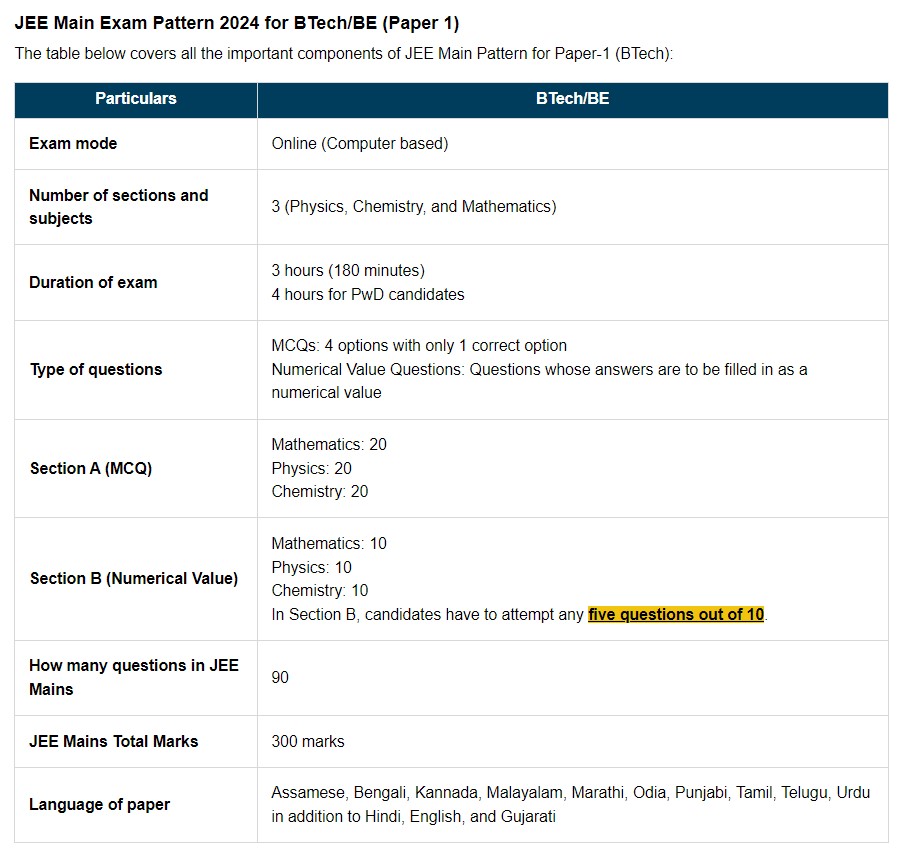 JEE Main Exam Pattern 2024 for BTech/BE (Paper 1)
The table below covers all the important components of JEE Main Pattern for Paper-1 (BTech):
Particulars
BTech/BE
Exam mode
Online (Computer based)
Number of sections and
subjects
3 (Physics, Chemistry, and Mathematics)
Duration of exam
3 hours (180 minutes)
4 hours for PwD candidates
Type of questions
MCQs: 4 options with only 1 correct option
Numerical Value Questions: Questions whose answers are to be filled in as a
numerical value
Section A (MCQ)
Mathematics: 20
Physics: 20
Chemistry: 20
Section B (Numerical Value)
Mathematics: 10
Physics: 10
Chemistry: 10
In Section B, candidates have to attempt any five questions out of 10.
How many questions in JEE
Mains
90
JEE Mains Total Marks
300 marks
Language of paper
Assamese, Bengali, Kannada, Malayalam, Marathi, Odia, Punjabi, Tamil, Telugu, Urdu
in addition to Hindi, English, and Gujarati